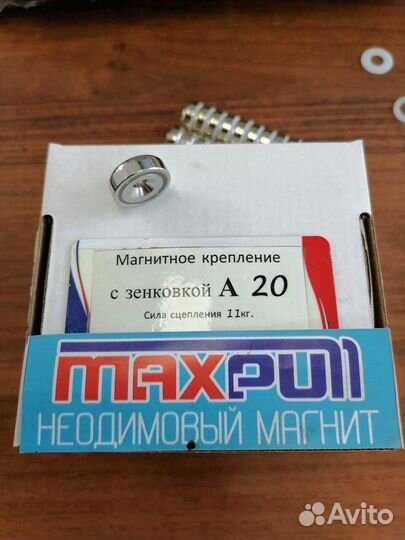 Магнитное крепление
с зенковкой А 20
Сила сцепления 11кг.
MAXPULL
НЕОДИМОВЫЙ МАГНИТ
Avito